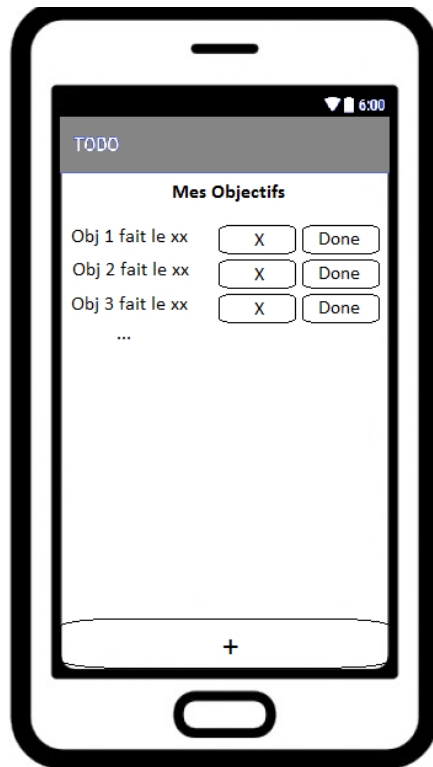 6:00
TODO
Mes Objectifs
Obj 1 fait le xx X Done
Obj 2 fait le xx X Done
Obj 3 fait le xx X Done
...
+